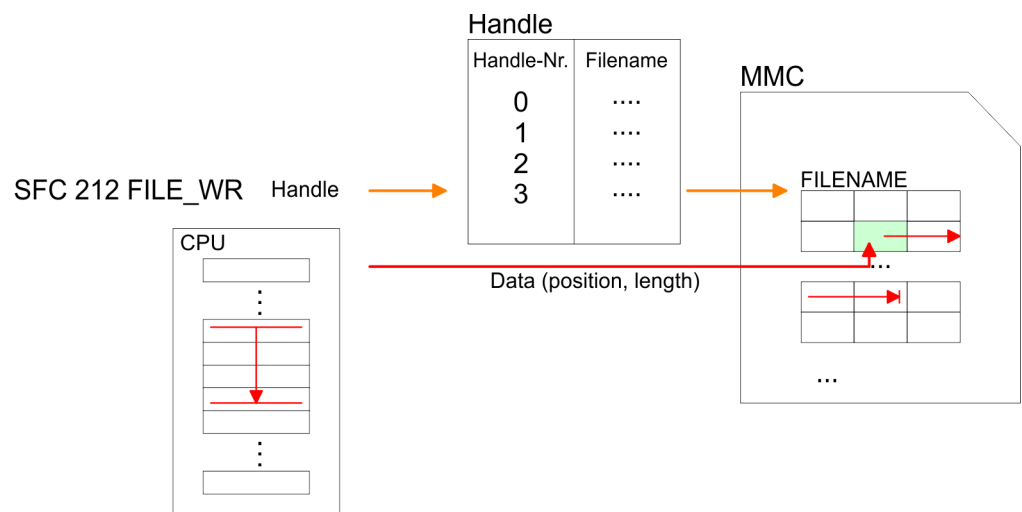 Handle
Handle-Nr. Filename
0 ....
1 ....
2 ....
3 ....
MMC
FILENAME
...
...
SFC 212 FILE_WR Handle
CPU
Data (position, length)